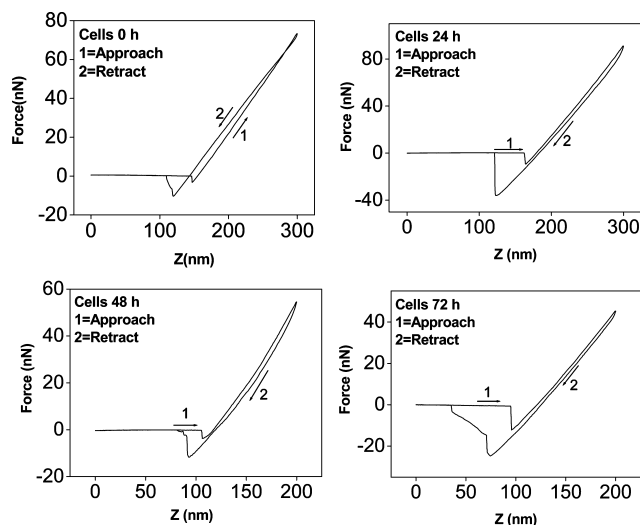 Cells 0 h
1=Approach
2=Retract
80
60
40
20
0
-20
Force(nN)
2
1
0
100
200
300
Z(nm)
Cells 24 h
1=Approach
2=Retract
80
40
0
-40
Force (nN)
1
2
0
100
200
300
Z (nm)
Cells 48 h
1=Approach
2=Retract
60
40
20
0
-20
Force (nN)
1
2
0
50
100
150
200
Z (nm)
Cells 72 h
1=Approach
2=Retract
40
20
0
-20
Force (nN)
1
2
0
50
100
150
200
Z (nm)